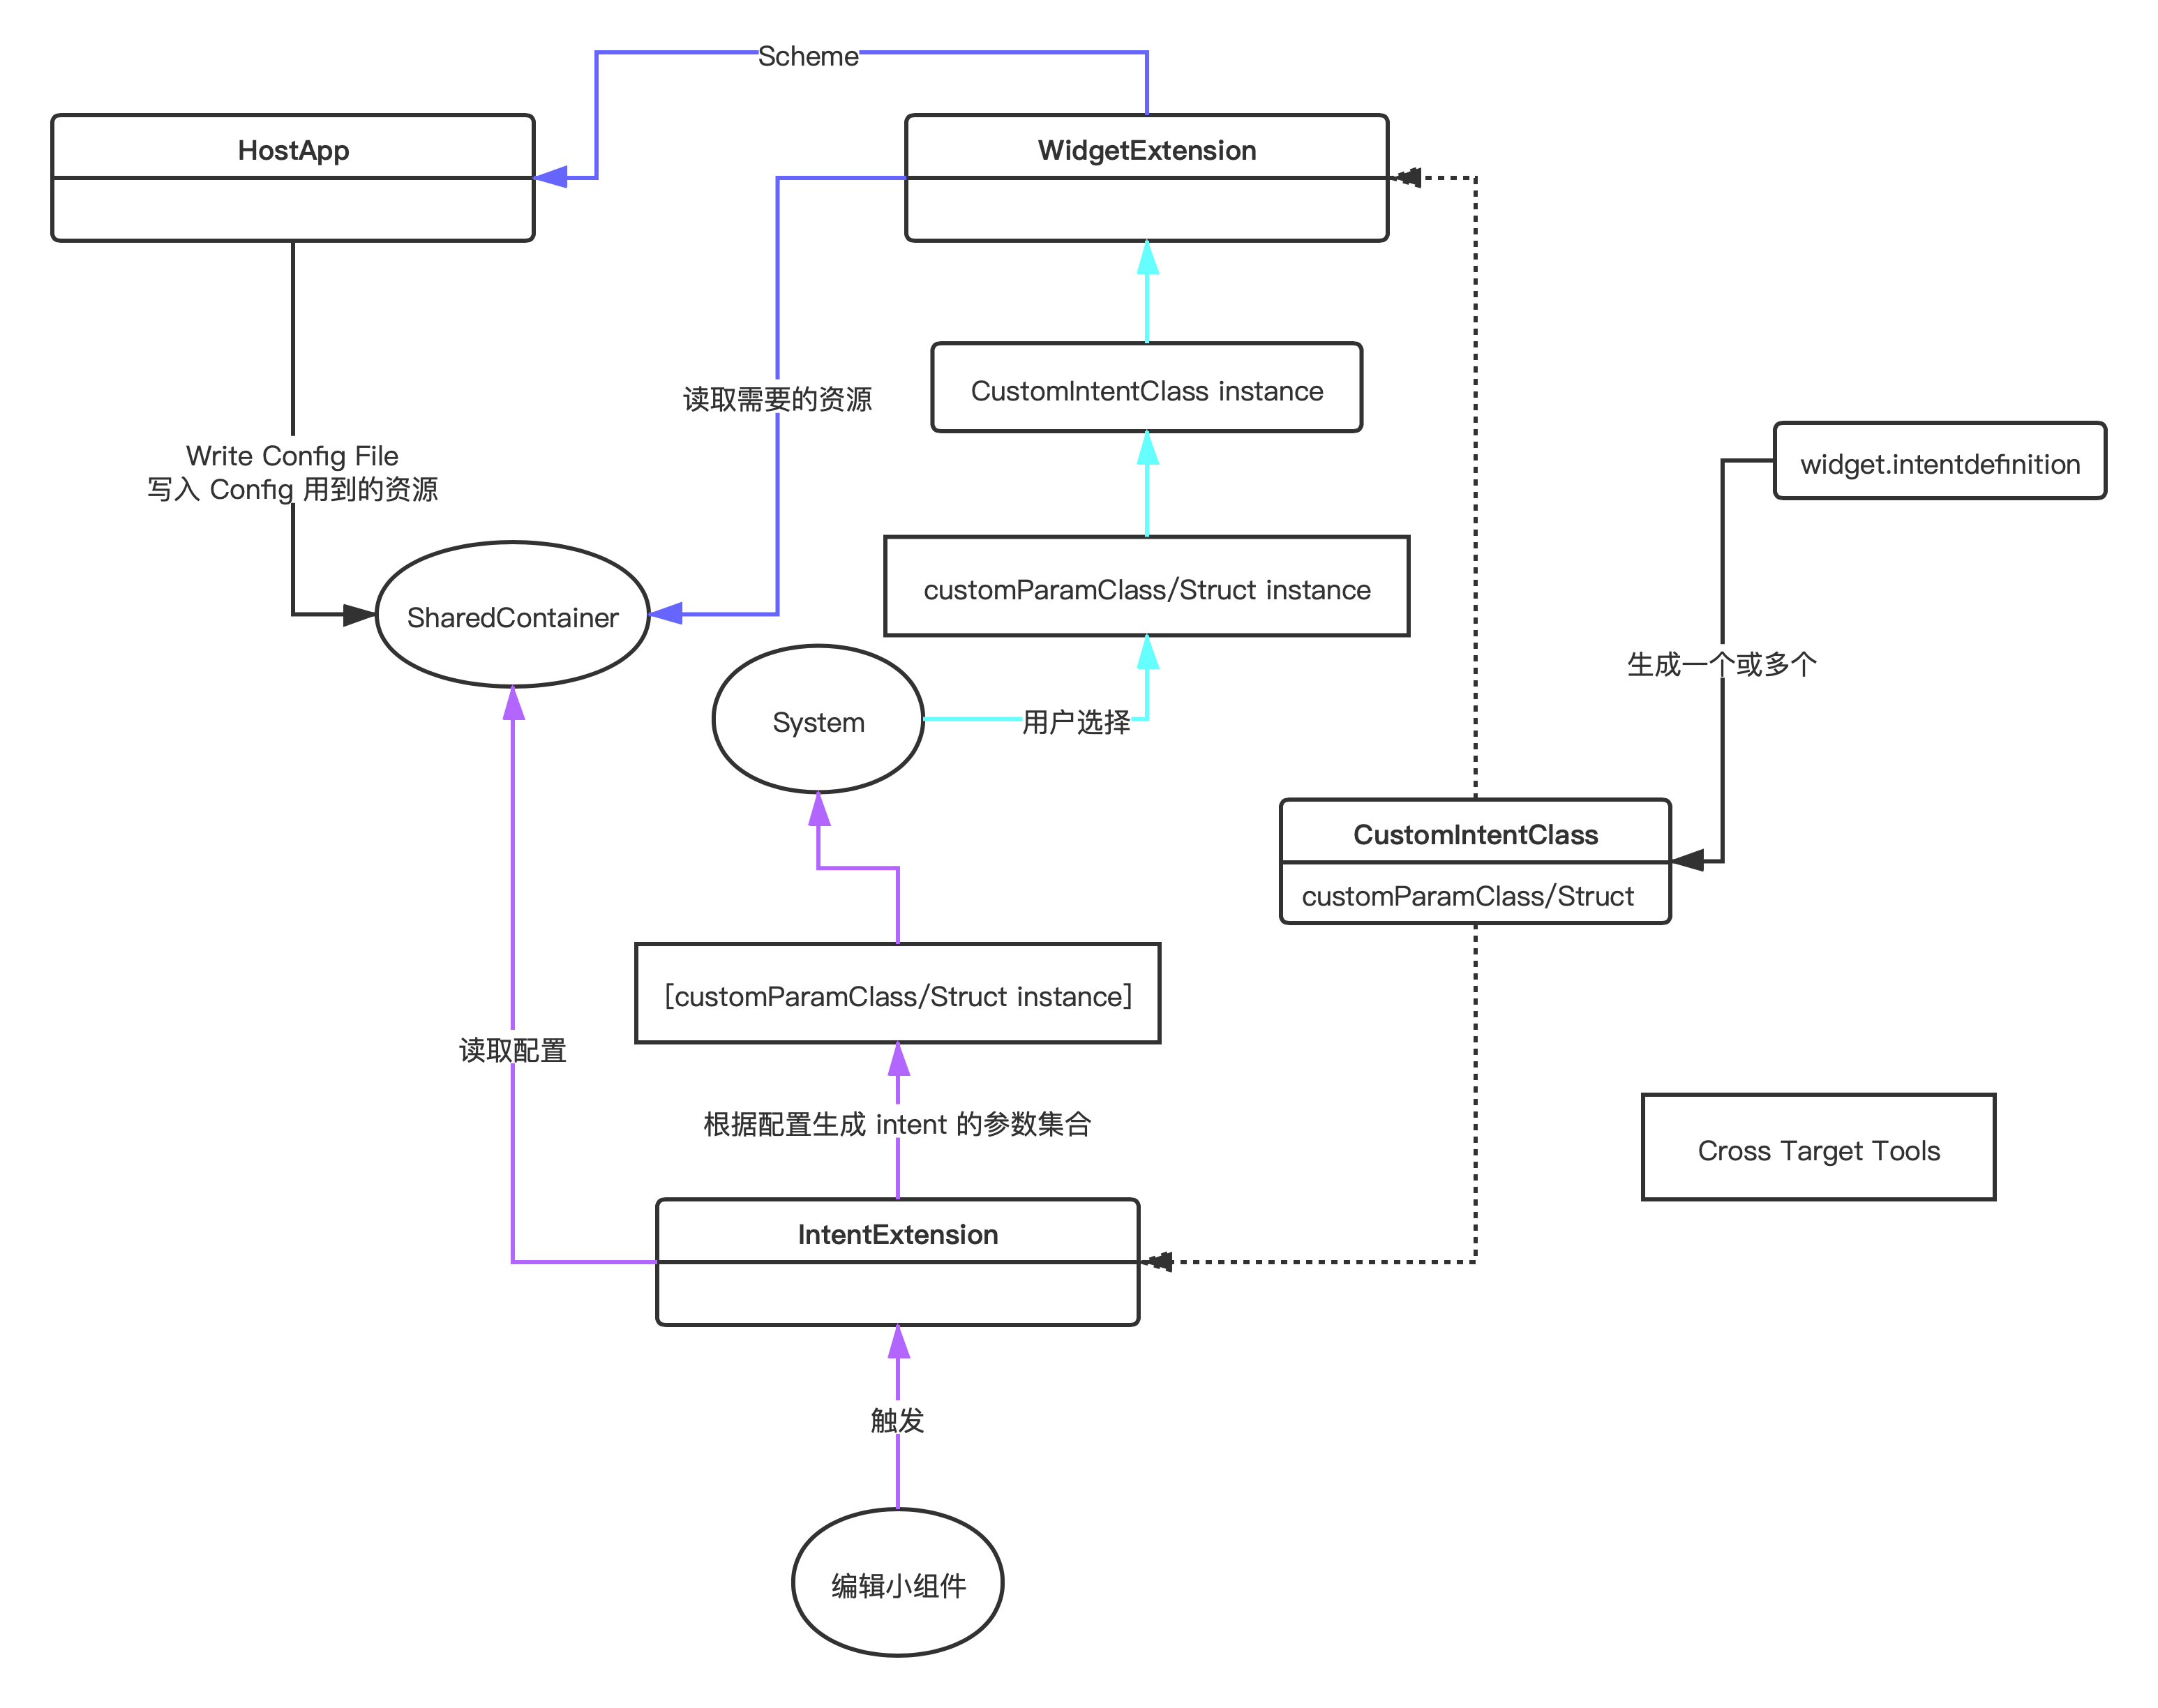 Scheme
HostApp
WidgetExtension
CustomIntentClass instance
读取需要的资源
Write Config File
写入 Config 用到的资源
widget.intentdefinition
customParamClass/Struct instance
SharedContainer
生成一个或多个
System
用户选择
CustomIntentClass
customParamClass/Struct
[customParamClass/Struct instance]
读取配置
根据配置生成 intent 的参数集合
Cross Target Tools
IntentExtension
触发
编辑小组件